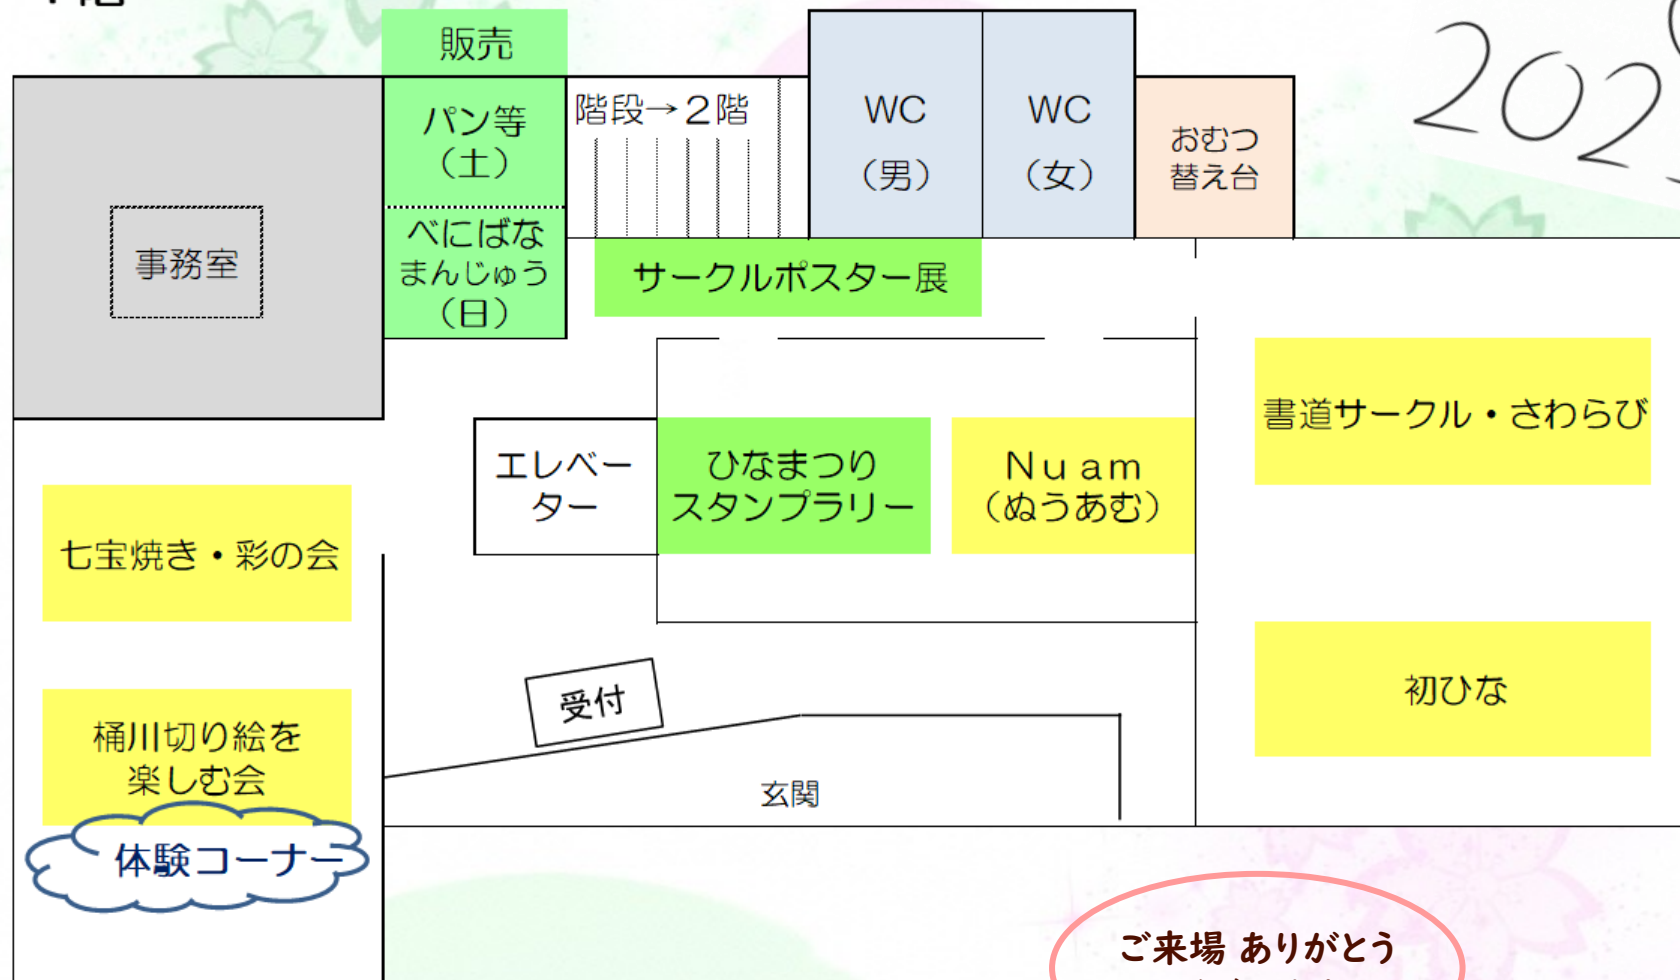 販売
パン等
（土）
べにばな
まんじゅう
（日）
階段→２階
WC
（男）
WC
（女）
おむつ
替え台
202
事務室
サークルポスター展
エレベー
ター
ひなまつり
スタンプラリー
Ｎｕａｍ
（ぬうあむ）
書道サークル・さわらび
七宝焼き・彩の会
初ひな
受付
桶川切り絵を
楽しむ会
体験コーナー
玄関
ご来場 ありがとう